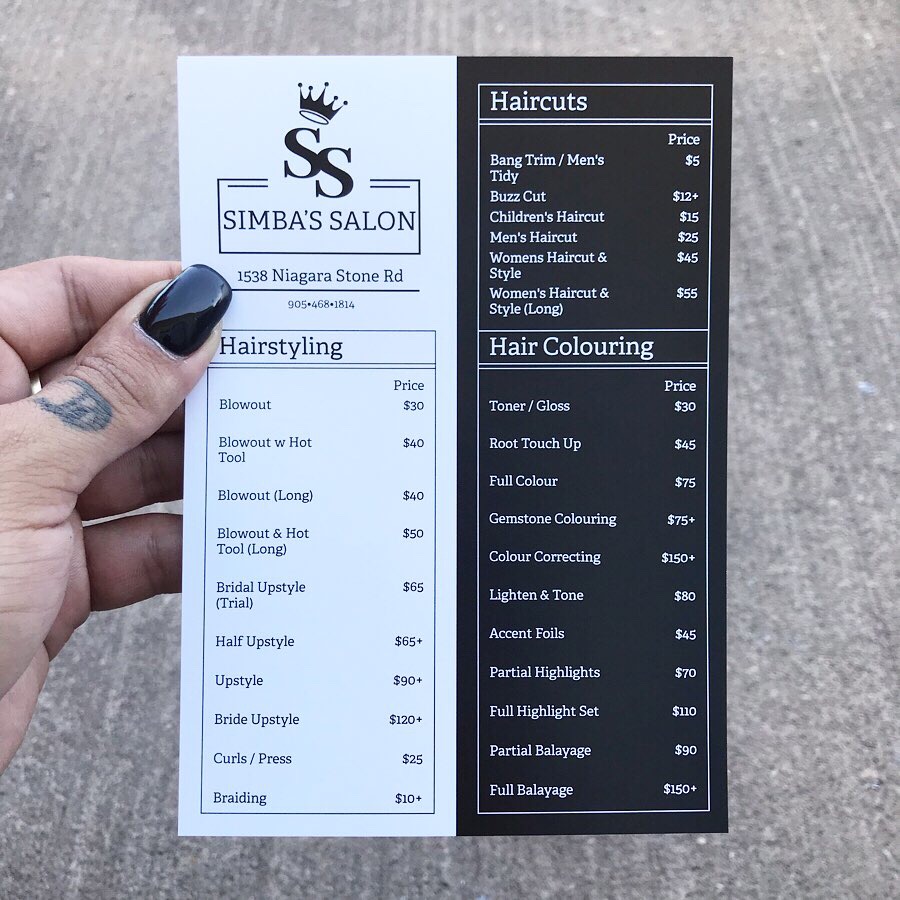 SS
SIMBA'S SALON
1538 Niagara Stone Rd
905•468•1814
Hairstyling
Price
Blowout $30
Blowout w Hot
Tool $40
Blowout (Long) $40
Blowout & Hot
Tool (Long) $50
Bridal Upstyle
(Trial) $65
Half Upstyle $65+
Upstyle $90+
Bride Upstyle $120+
Curls / Press $25
Braiding $10+
Haircuts
Price
Bang Trim / Men's
Tidy $5
Buzz Cut $12+
Children's Haircut $15
Men's Haircut $25
Womens Haircut &
Style $45
Women's Haircut &
Style (Long) $55
Hair Colouring
Price
Toner / Gloss $30
Root Touch Up $45
Full Colour $75
Gemstone Colouring $75+
Colour Correcting $150+
Lighten & Tone $80
Accent Foils $45
Partial Highlights $70
Full Highlight Set $110
Partial Balayage $90
Full Balayage $150+